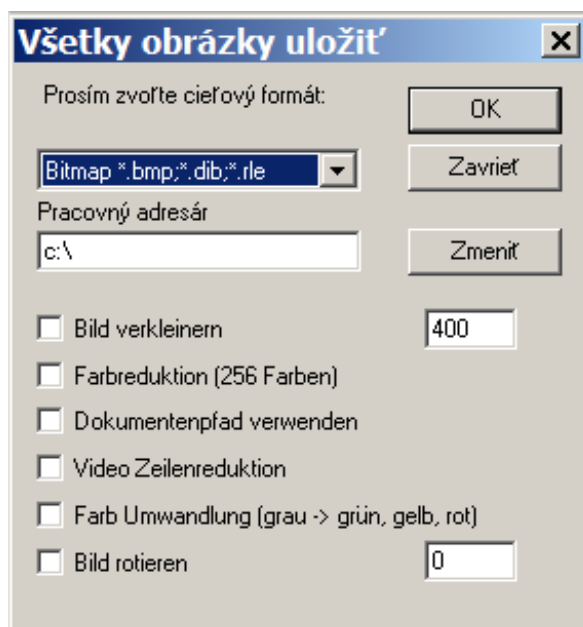 Všetky obrázky uložiť
Prosím zvoľte cieľový formát:
OK
Bitmap *.bmp;*.dib;*.rle
Zavrieť
Pracovný adresár
c:\
Zmeniť
Bild verkleinern
400
Farbreduktion (256 Farben)
Dokumentenpfad verwenden
Video Zeilenreduktion
Farb Umwandlung (grau -> grün, gelb, rot)
Bild rotieren
0